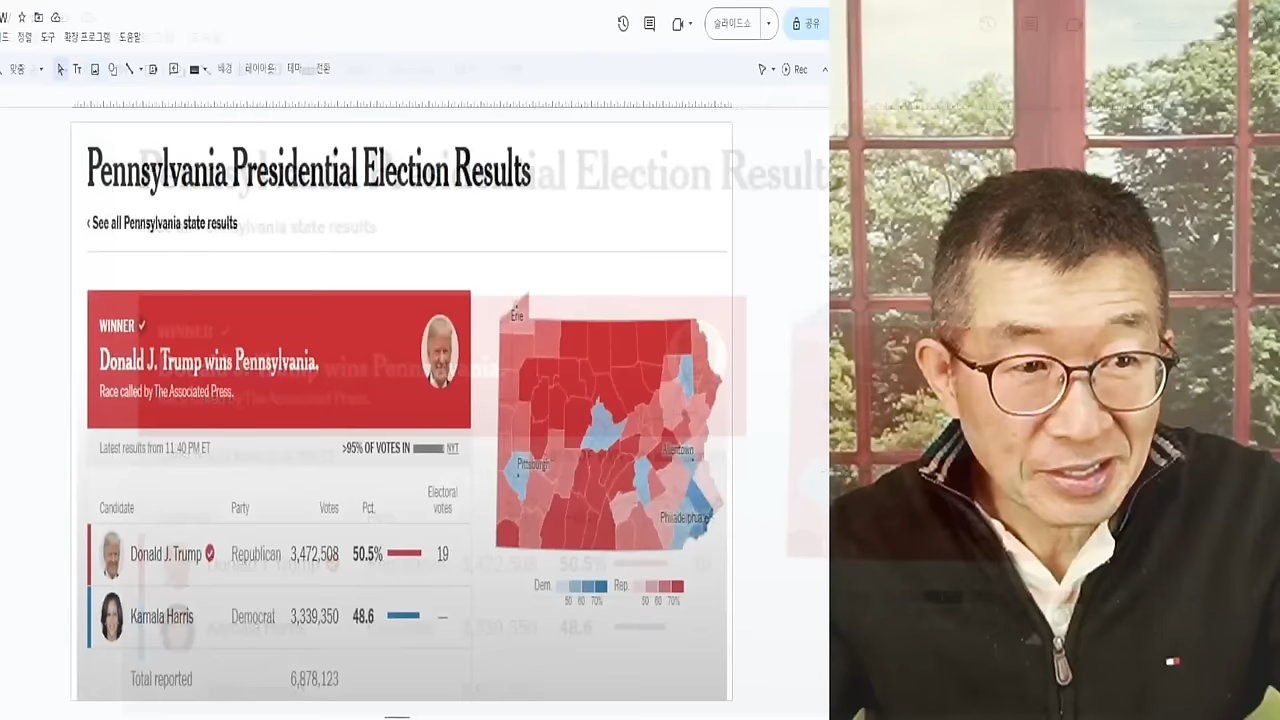 정렬 도구 확장 프로그램 도움말
슬라이드쇼
공유
맞춤
Tт
배경 레이아웃 테마 전환
Rec
Pennsylvania Presidential Election Results
‹ See all Pennsylvania state results
WINNER ✓
Donald J. Trump wins Pennsylvania.
Race called by The Associated Press.
Latest results from 11:40 PM ET
>95% OF VOTES IN
NYT
Candidate Party Votes Pct. Electoral votes
Donald J. Trump Republican 3,472,508 50.5% 19
Kamala Harris Democrat 3,339,350 48.6 —
Total reported 6,878,123
Erie
Pittsburgh
Allentown
Philadelphia
Dem. Rep.
50 60 70% 50 60 70%